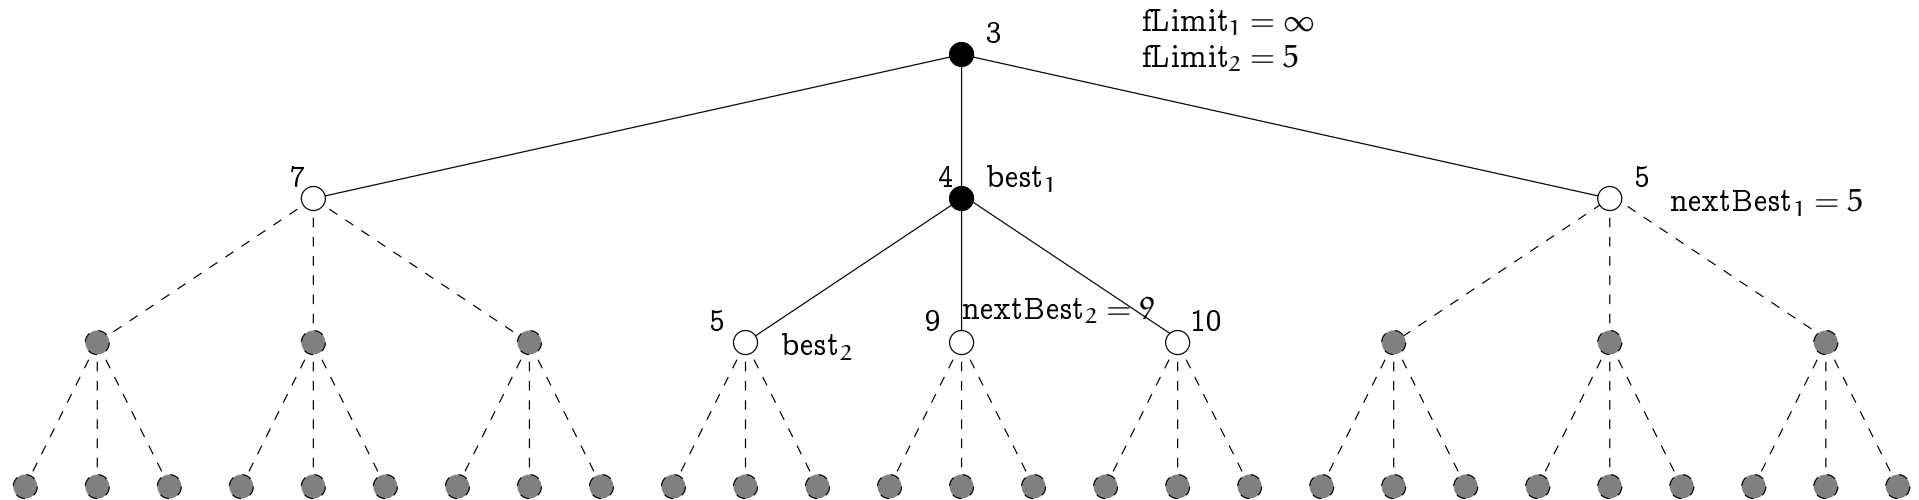 3
fLimit₁ = ∞
fLimit₂ = 5
7
4 best₁
5
nextBest₁ = 5
5
best₂
9
nextBest₂ = 9
10